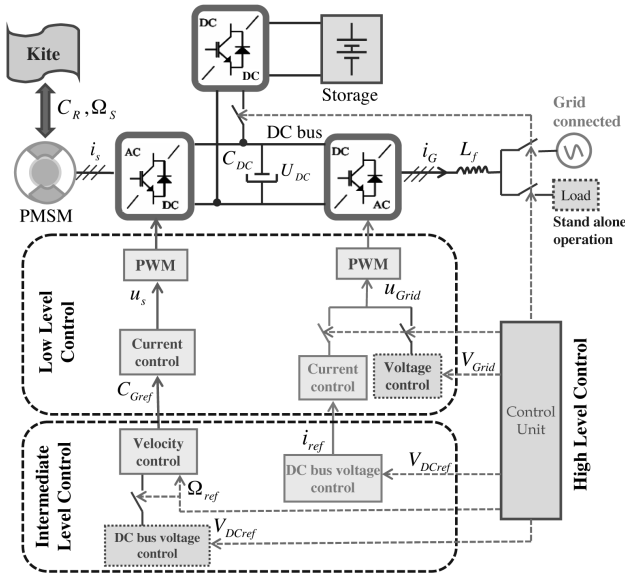 Kite
C_R, Ω_S
DC
DC
Storage
Grid
connected
DC bus
i_s
AC
DC
C_DC
U_DC
DC
AC
i_G
L_f
Load
Stand alone
operation
PMSM
PWM
PWM
u_s
u_Grid
Low Level
Control
Current
control
Current
control
Voltage
control
V_Grid
C_Gref
Control
Unit
High Level Control
Intermediate
Level Control
Velocity
control
i_ref
DC bus voltage
control
V_DCref
Ω_ref
DC bus voltage
control
V_DCref